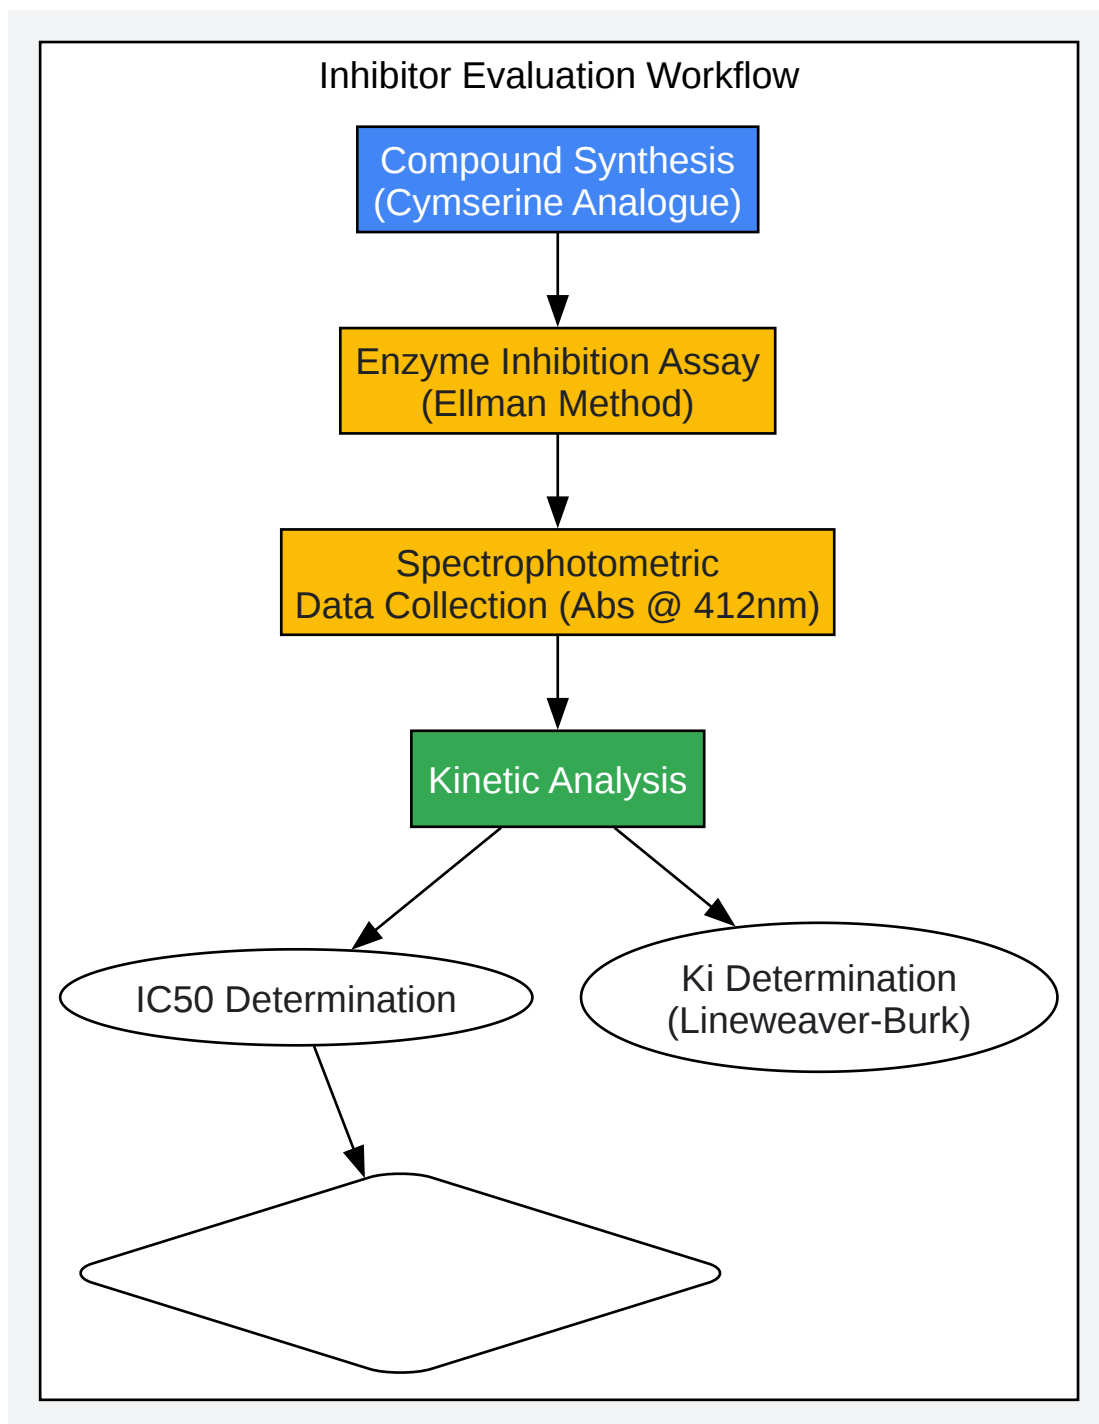 Inhibitor Evaluation Workflow
Compound Synthesis
(Cymserine Analogue)
Enzyme Inhibition Assay
(Ellman Method)
Spectrophotometric
Data Collection (Abs @ 412nm)
Kinetic Analysis
IC50 Determination
Ki Determination
(Lineweaver-Burk)